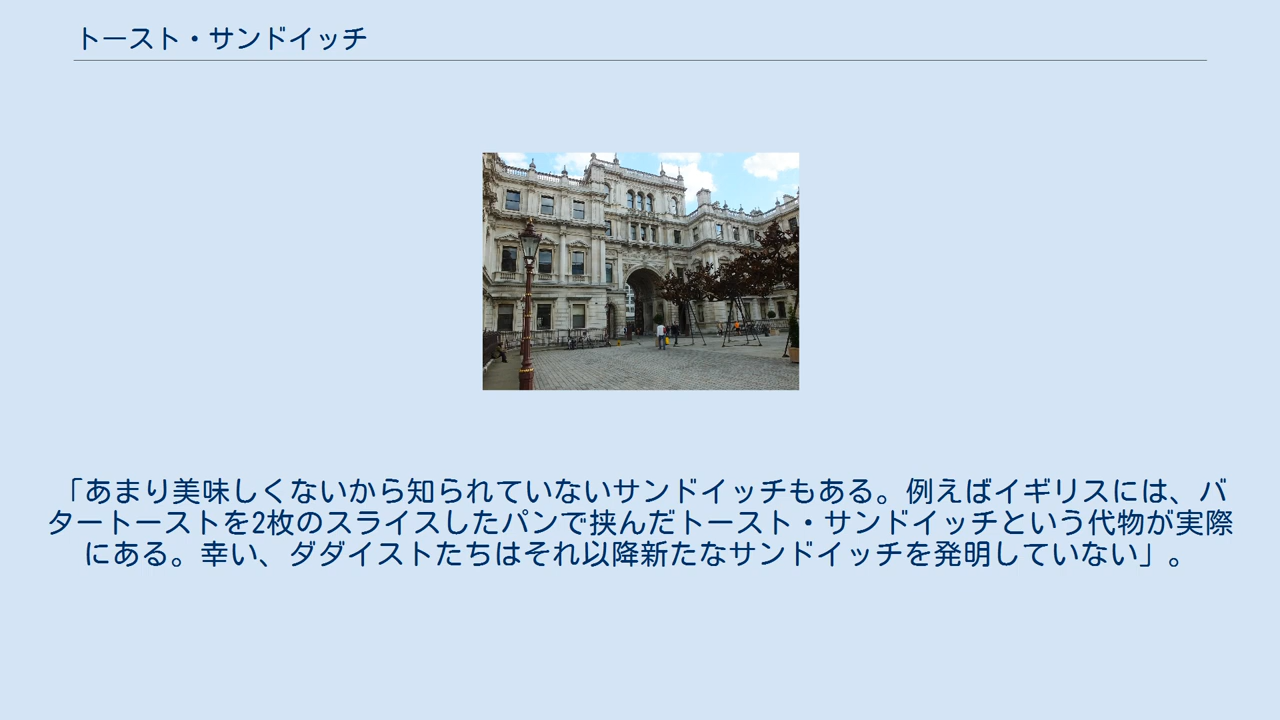 トースト・サンドイッチ
「あまり美味しくないから知られていないサンドイッチもある。例えばイギリスには、バ
タートーストを2枚のスライスしたパンで挟んだトースト・サンドイッチという代物が実際
にある。幸い、ダダイストたちはそれ以降新たなサンドイッチを発明していない」。